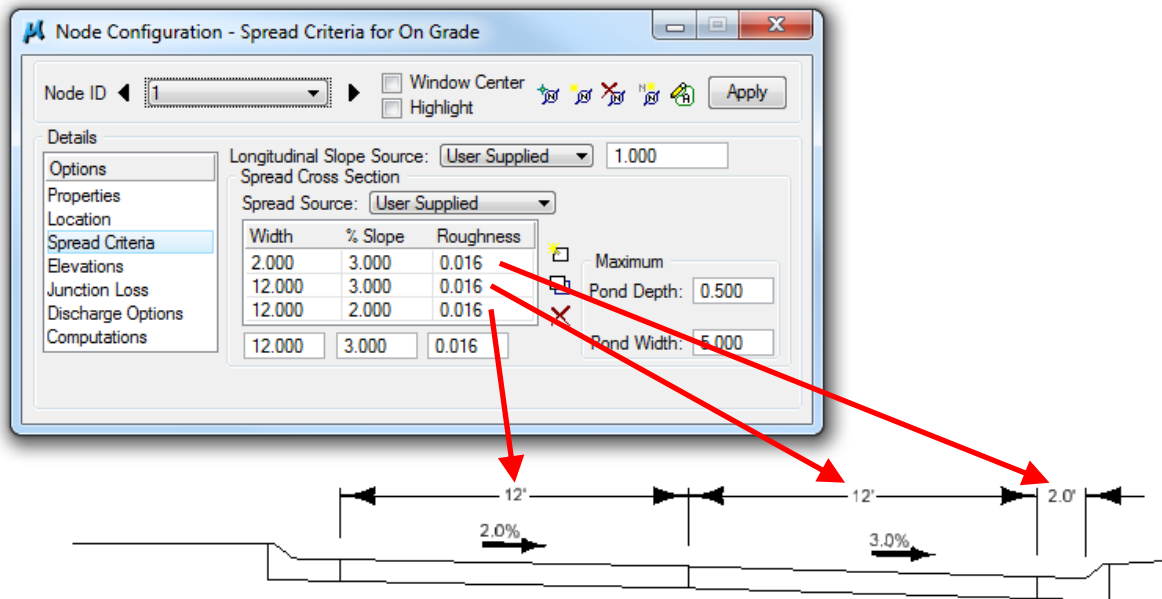 Node Configuration - Spread Criteria for On Grade
Node ID 1 Window Center Apply
Highlight
Details
Options
Properties
Location
Spread Criteria
Elevations
Junction Loss
Discharge Options
Computations
Longitudinal Slope Source: User Supplied 1.000
Spread Cross Section
Spread Source: User Supplied
Width % Slope Roughness
2.000 3.000 0.016
12.000 3.000 0.016
12.000 2.000 0.016
12.000 3.000 0.016
Maximum
Pond Depth: 0.500
Pond Width: 5.000
12' 12' 2.0'
2.0% 3.0%